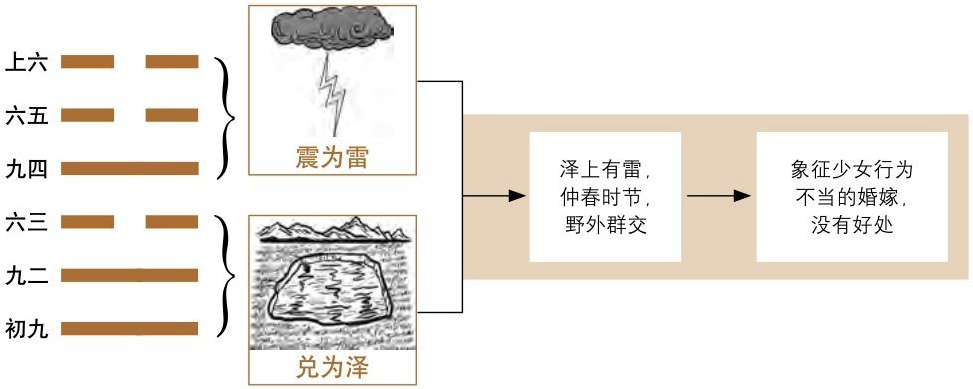 上六
六五
九四
六三
九二
初九
震为雷
兑为泽
泽上有雷，
仲春时节，
野外群交
象征少女行为
不当的婚嫁，
没有好处